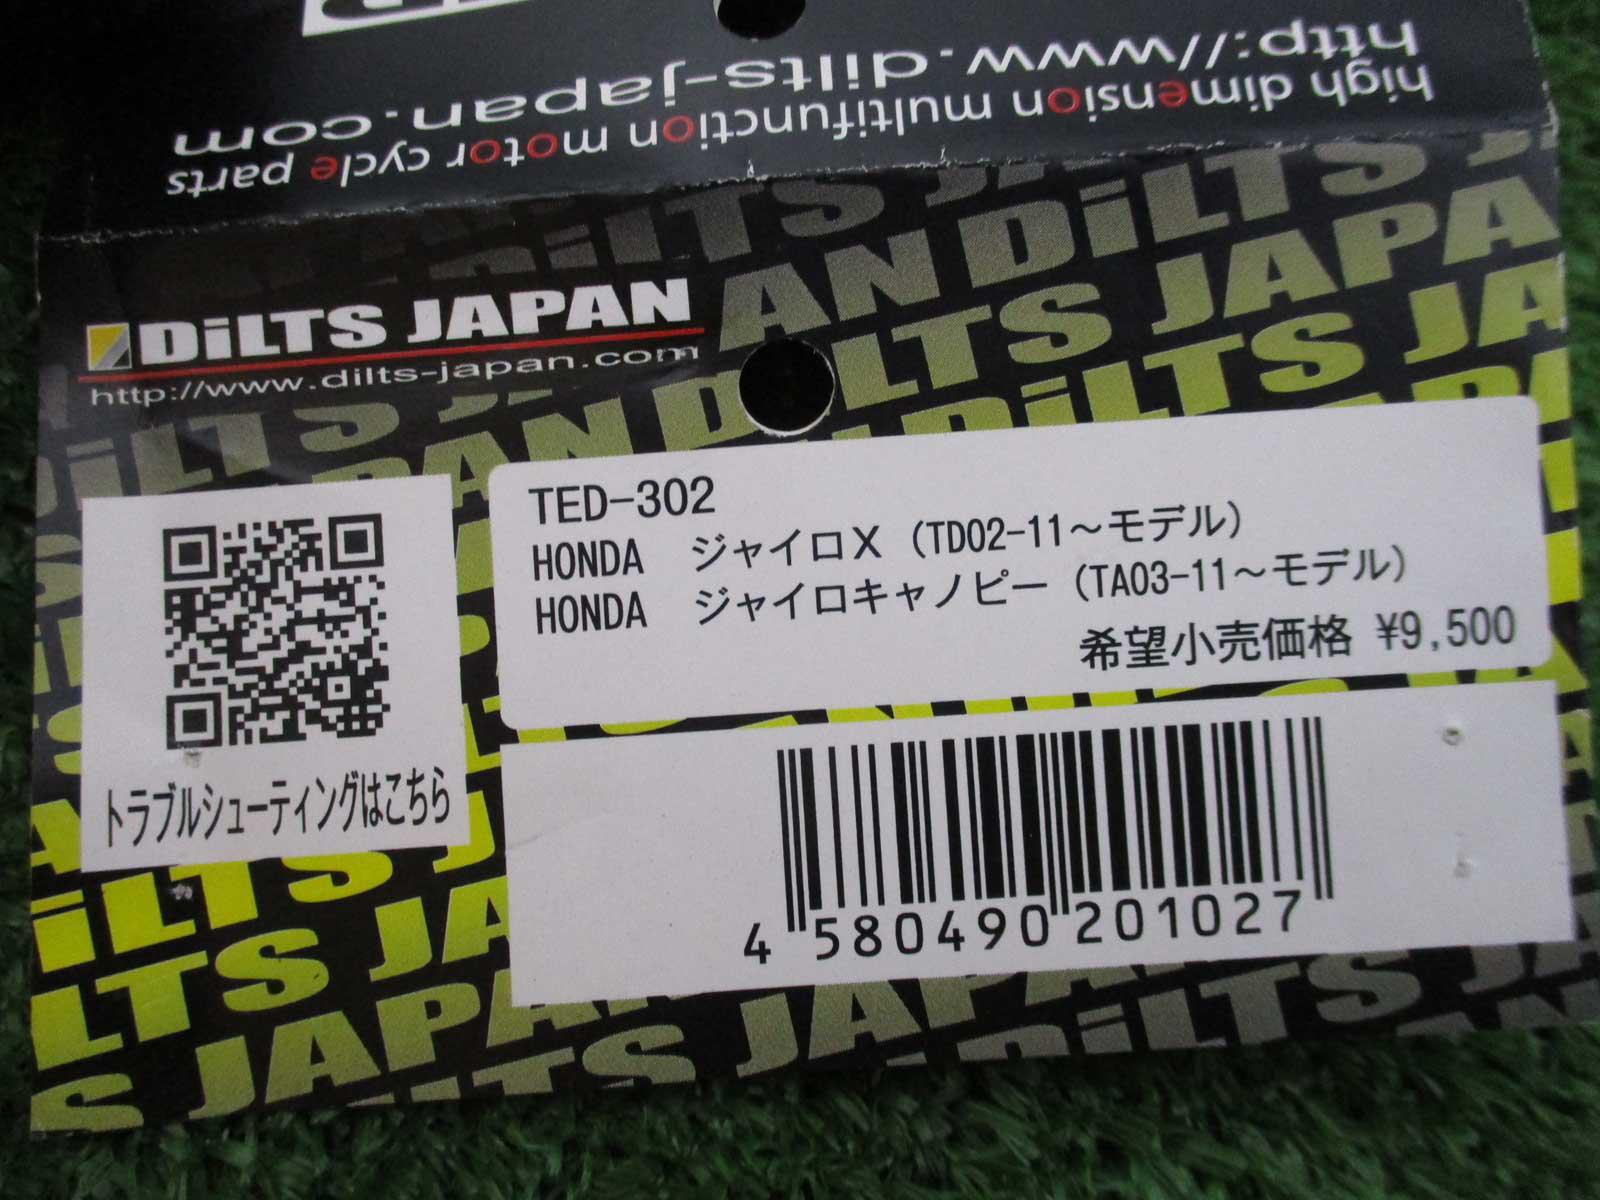 http://www.dilts-japan.com
high dimension multifunction motor cycle parts
DiLTS JAPAN
http://www.dilts-japan.com
TED-302
HONDA ジャイロX (TD02-11～モデル)
HONDA ジャイロキャノピー (TA03-11～モデル)
希望小売価格 ¥9,500
トラブルシューティングはこちら
4 580490 201027